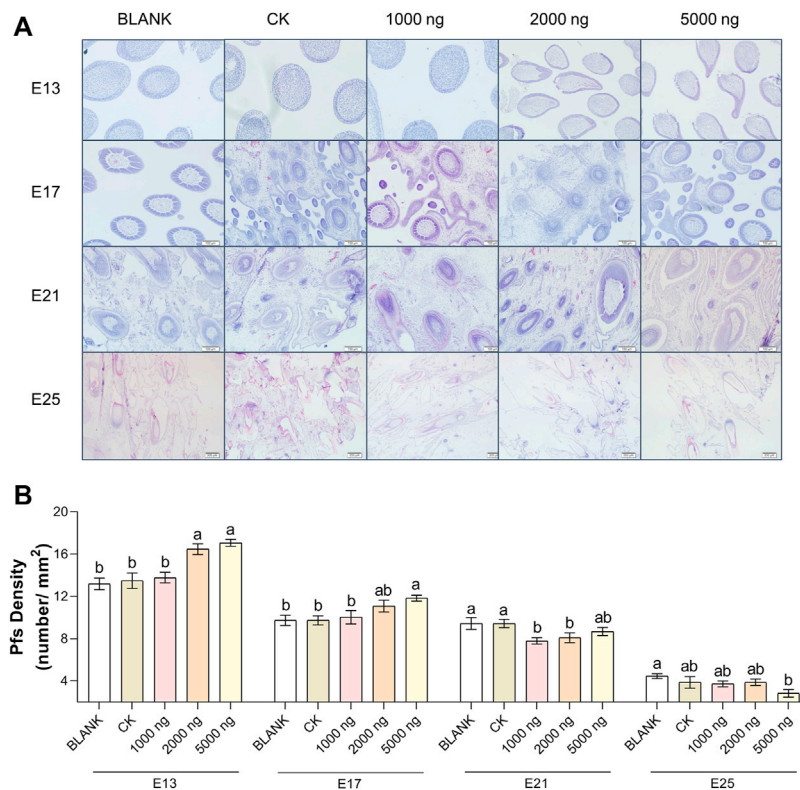 A
BLANK CK 1000 ng 2000 ng 5000 ng
E13
E17
E21
E25
B
Pfs Density
(number/ mm²)
20
16
12
8
4
b b b a a
b b b ab a
a a b b ab
a ab ab ab b
BLANK CK 1000 ng 2000 ng 5000 ng BLANK CK 1000 ng 2000 ng 5000 ng BLANK CK 1000 ng 2000 ng 5000 ng BLANK CK 1000 ng 2000 ng 5000 ng
E13 E17 E21 E25